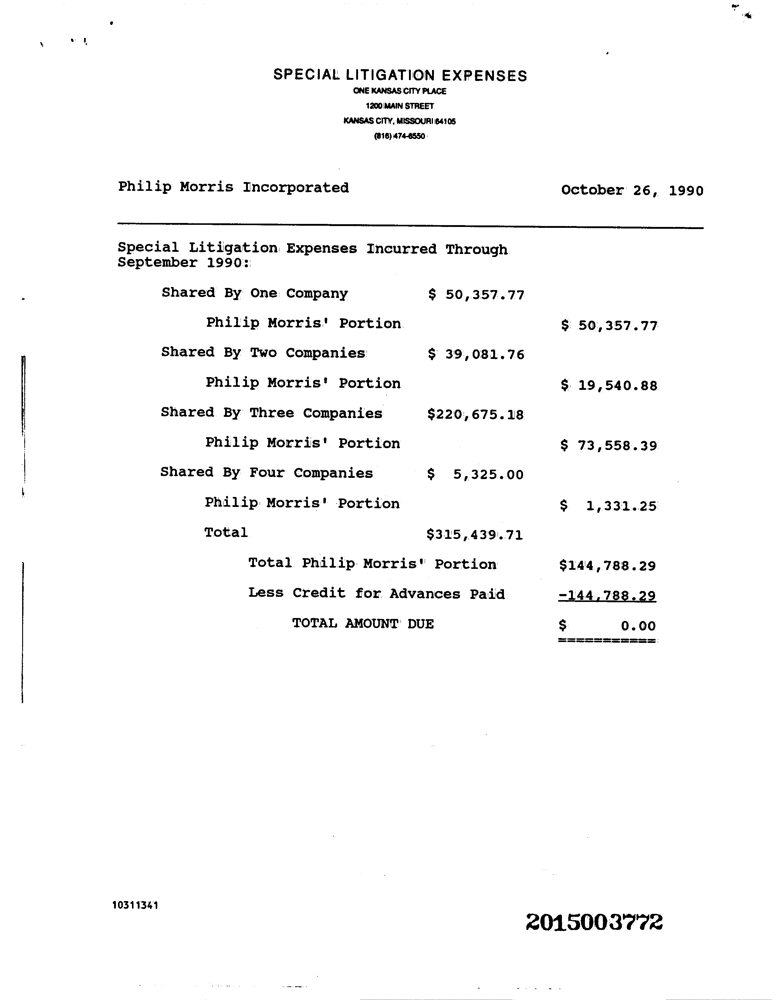 SPECIAL LITIGATION EXPENSES
ONE KANSAS CITY PLACE
1200 MAIN STREET
KANSAS CITY, MISSOURI 64105
(816) 474-6550
Philip Morris Incorporated October 26, 1990
Special Litigation Expenses Incurred Through
September 1990:
Shared By One Company $ 50,357.77
Philip Morris' Portion $ 50,357.77
Shared By Two Companies $ 39,081.76
Philip Morris' Portion $ 19,540.88
Shared By Three Companies $220,675.18
Philip Morris' Portion $ 73,558.39
Shared By Four Companies $ 5,325.00
Philip Morris' Portion $ 1,331.25
Total $315,439.71
Total Philip Morris' Portion $144,788.29
Less Credit for Advances Paid -144,788.29
TOTAL AMOUNT DUE $ 0.00
===========
10311341
2015003772